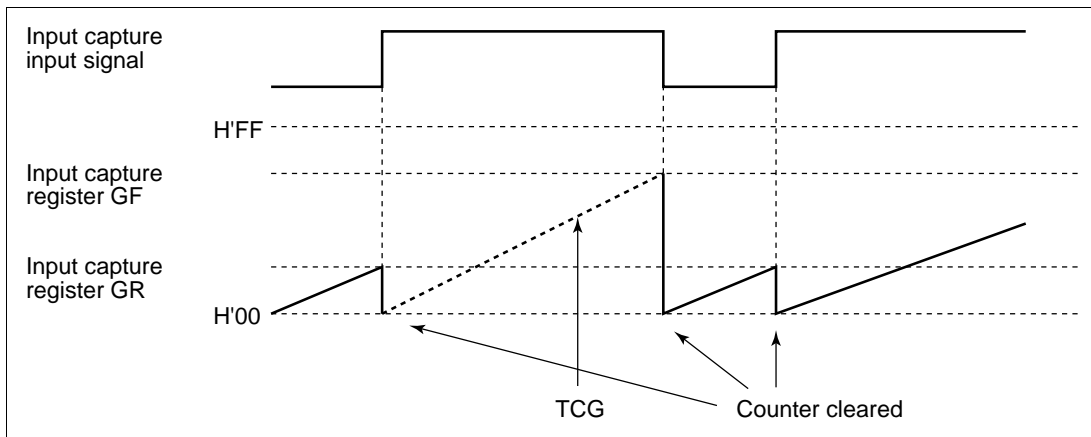 Input capture
input signal
H'FF
Input capture
register GF
Input capture
register GR
H'00
TCG
Counter cleared